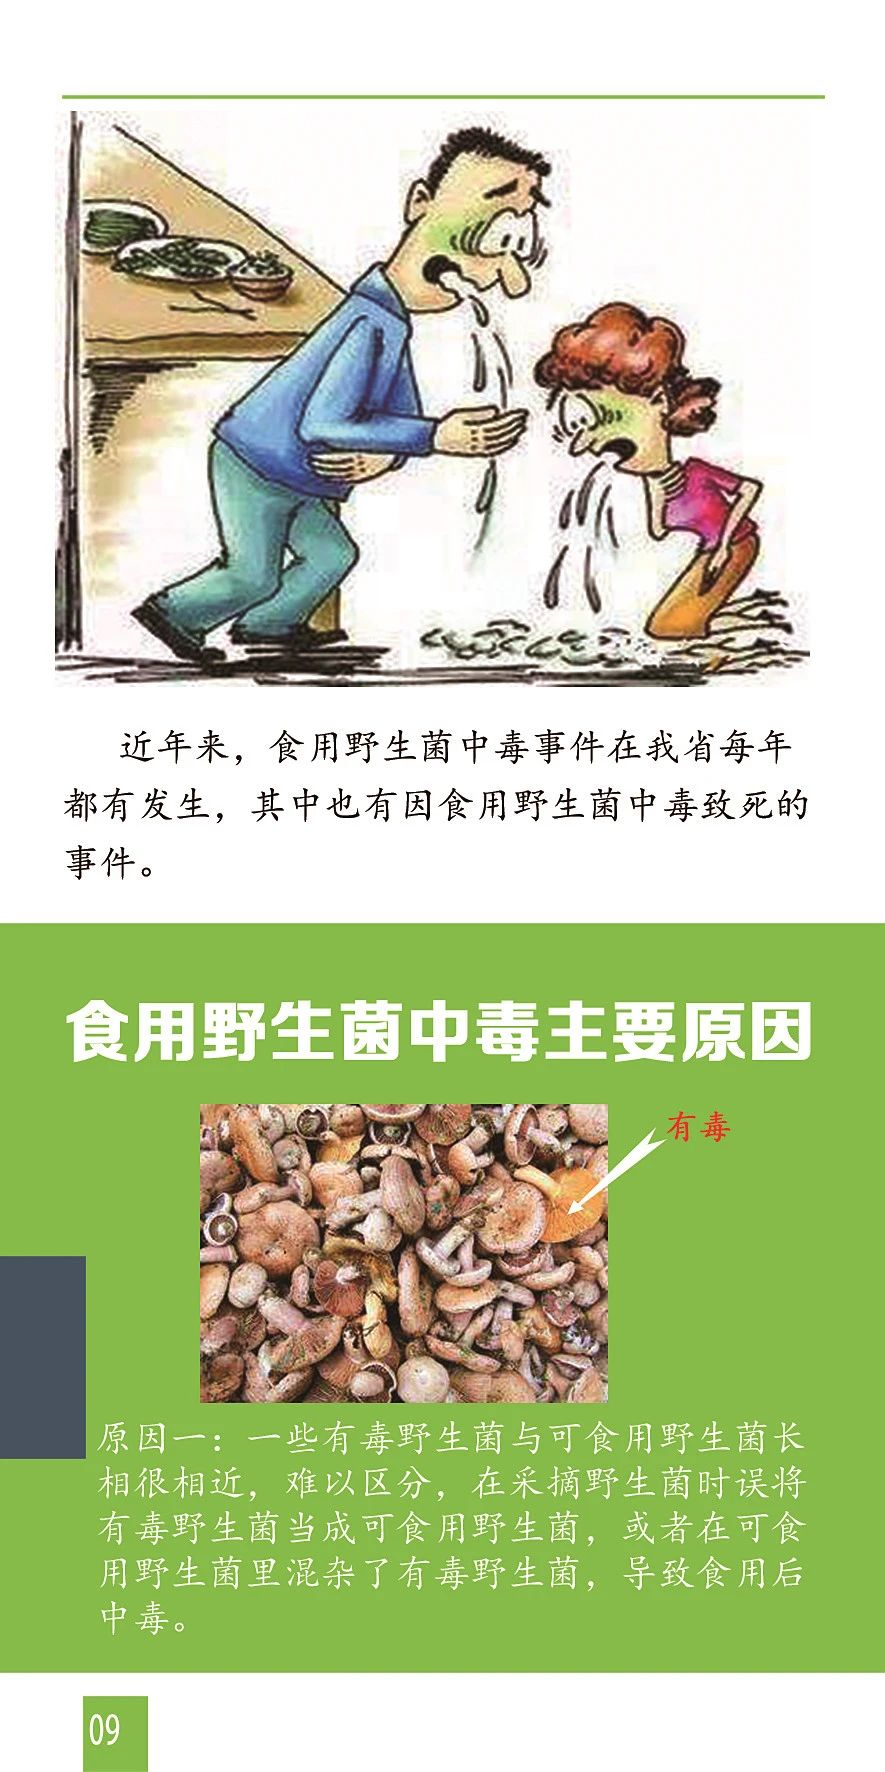 近年来，食用野生菌中毒事件在我省每年
都有发生，其中也有因食用野生菌中毒致死的
事件。
食用野生菌中毒主要原因
有毒
原因一：一些有毒野生菌与可食用野生菌长
相很相近，难以区分，在采摘野生菌时误将
有毒野生菌当成可食用野生菌，或者在可食
用野生菌里混杂了有毒野生菌，导致食用后
中毒。
09